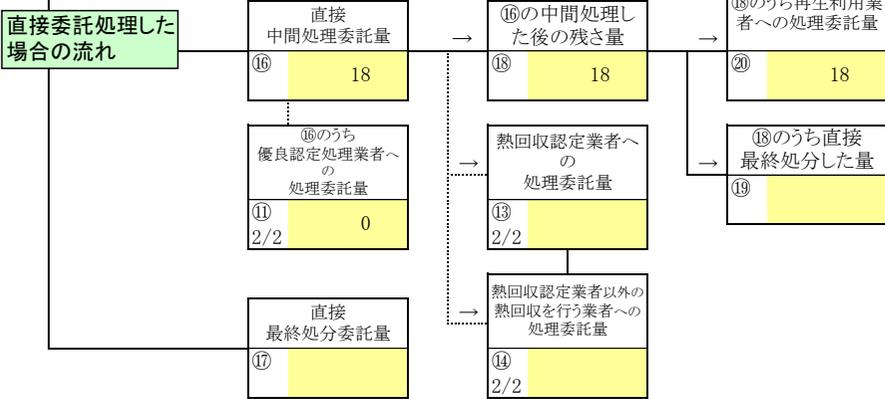 直接委託処理した
場合の流れ
直接
中間処理委託量
⑯
18
→
⑯の中間処理し
た後の残さ量
⑱
18
→
⑱のうち再生利用業
者への処理委託量
⑳
18
⑯のうち
優良認定処理業者へ
の
処理委託量
⑪
2/2
0
→
熱回収認定業者へ
の
処理委託量
⑬
2/2
→
⑱のうち直接
最終処分した量
⑲
直接
最終処分委託量
⑰
→
熱回収認定業者以外の
熱回収を行う業者への
処理委託量
⑭
2/2